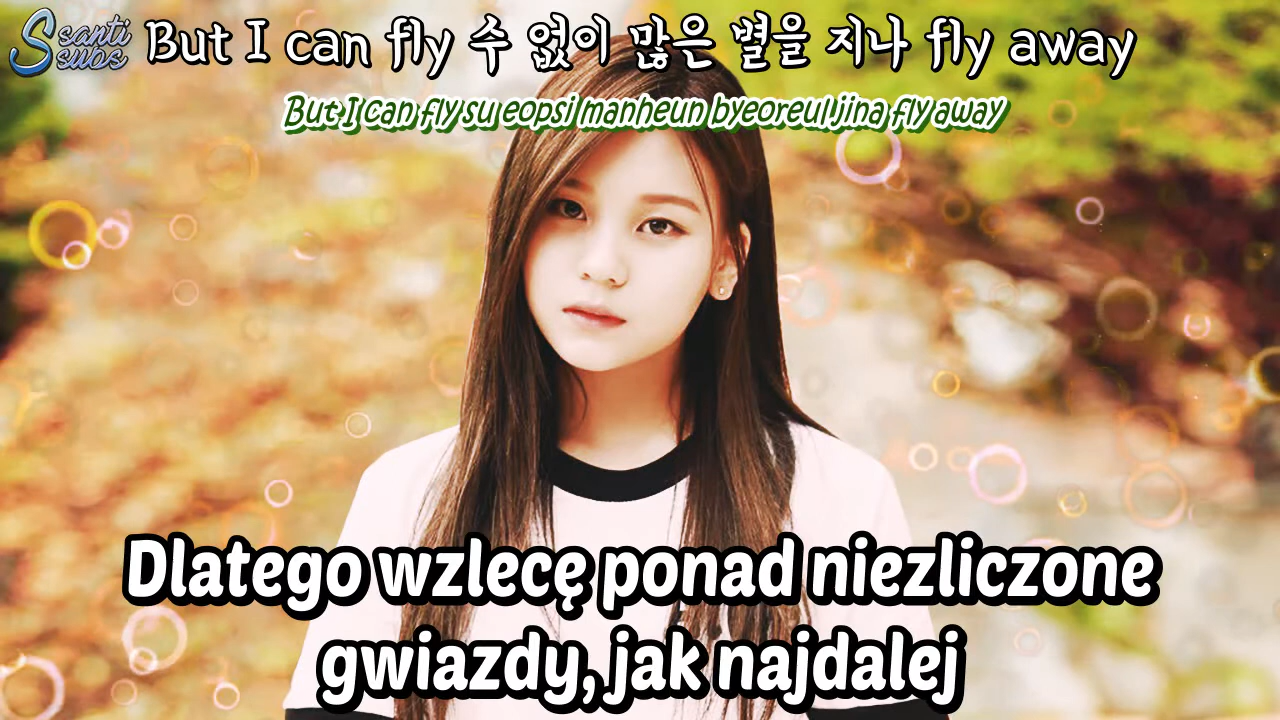 Ssanti
subs
But I can fly 수 없이 많은 별을 지나 fly away
But I can fly su eopsi manheun byeoreul jina fly away
Dlatego wzlecę ponad niezliczone
gwiazdy, jak najdalej